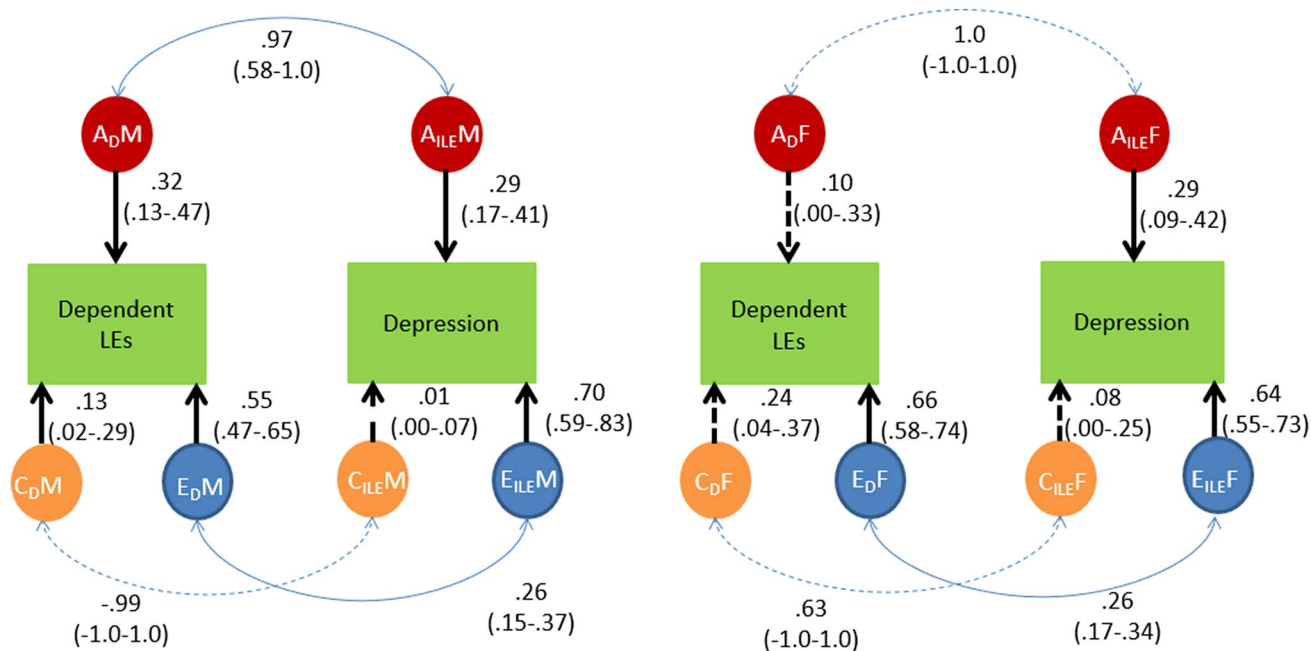 .97
(.58-1.0)
1.0
(-1.0-1.0)
A_DM
A_ILEM
A_DF
A_ILEF
.32
(.13-.47)
.29
(.17-.41)
.10
(.00-.33)
.29
(.09-.42)
Dependent
LEs
Depression
Dependent
LEs
Depression
.13
(.02-.29)
.55
(.47-.65)
.01
(.00-.07)
.70
(.59-.83)
.24
(.04-.37)
.66
(.58-.74)
.08
(.00-.25)
.64
(.55-.73)
C_DM
E_DM
C_ILEM
E_ILEM
C_DF
E_DF
C_ILEF
E_ILEF
-.99
(-1.0-1.0)
.26
(.15-.37)
.63
(-1.0-1.0)
.26
(.17-.34)